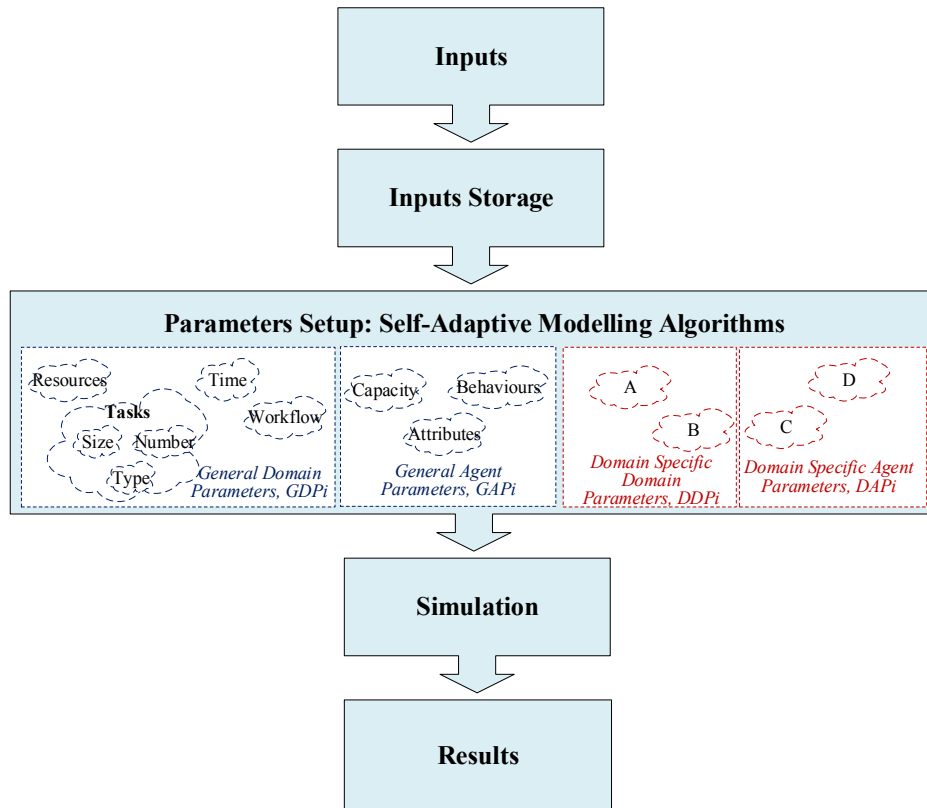 Inputs
Inputs Storage
Parameters Setup: Self-Adaptive Modelling Algorithms
Resources
Time
Tasks
Workflow
Size
Number
Type
General Domain
Parameters, GDPi
Capacity
Behaviours
Attributes
General Agent
Parameters, GAPi
A
B
Domain Specific
Domain
Parameters, DDPi
D
C
Domain Specific Agent
Parameters, DAPi
Simulation
Results